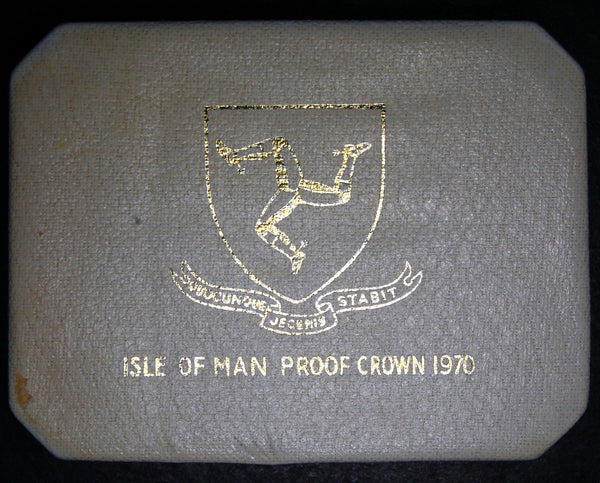 QUOCUNQUE JECERIS STABIT
ISLE OF MAN PROOF CROWN 1970